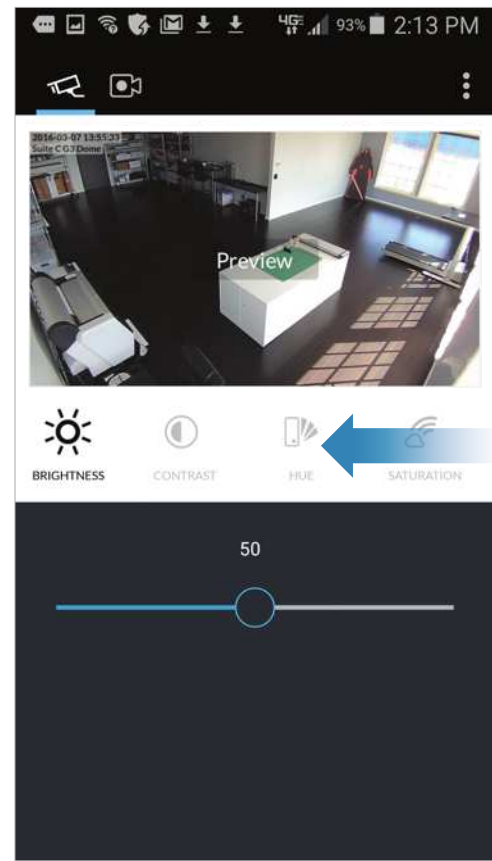 4GE 93% 2:13 PM
2016-03-07 13:55:33
Suite C G3 Dome
Preview
BRIGHTNESS CONTRAST HUE SATURATION
50